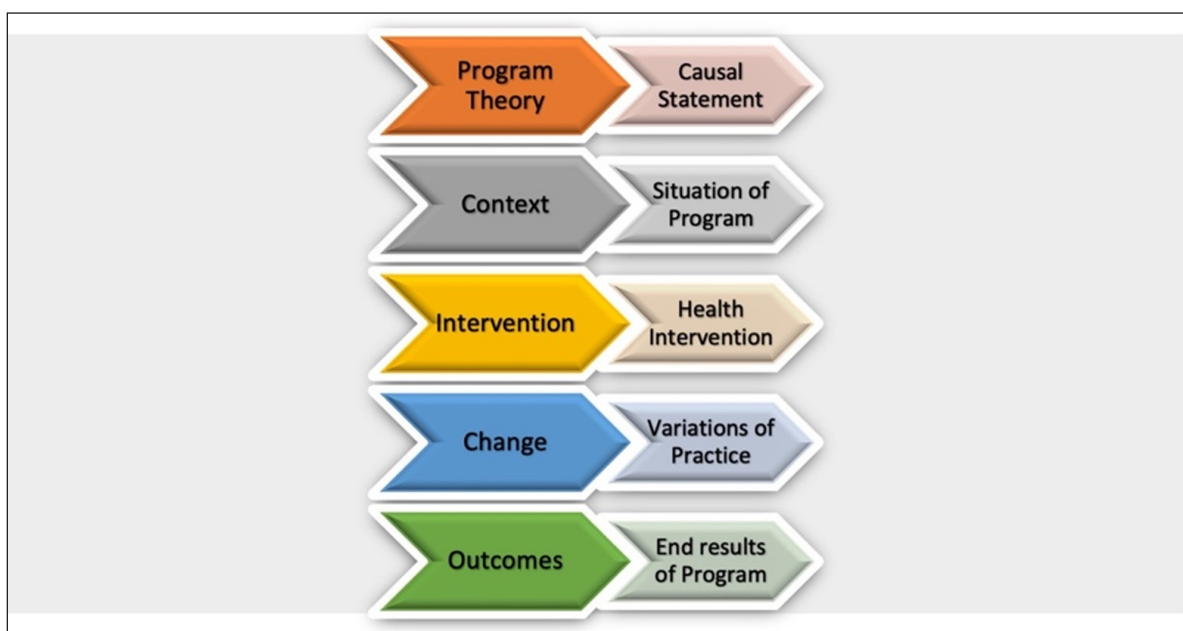 Program
Theory
Causal
Statement
Context
Situation of
Program
Intervention
Health
Intervention
Change
Variations of
Practice
Outcomes
End results
of Program